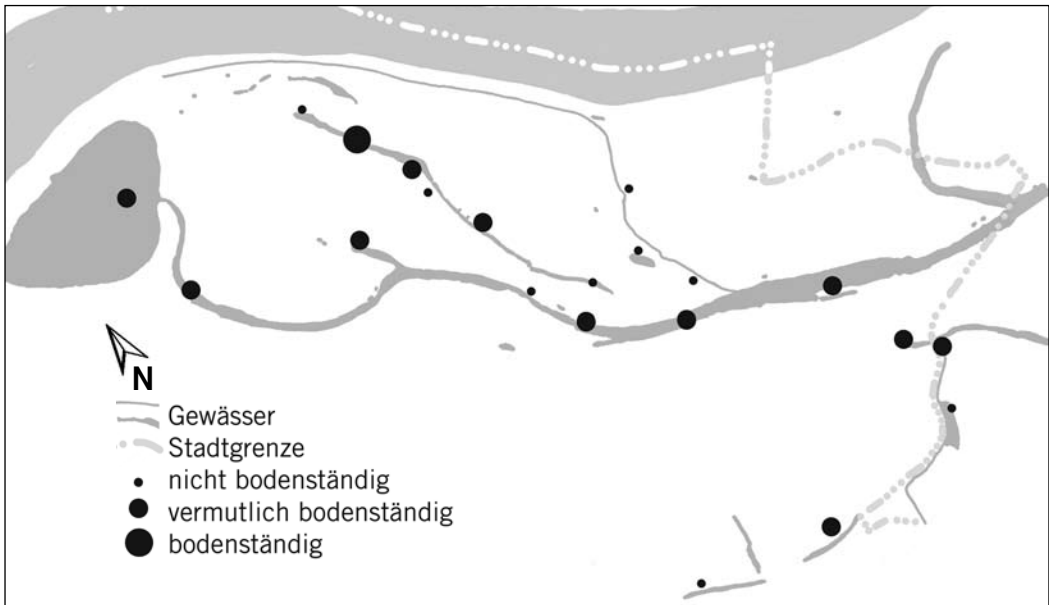 N
Gewässer
Stadtgrenze
nicht bodenständig
vermutlich bodenständig
bodenständig